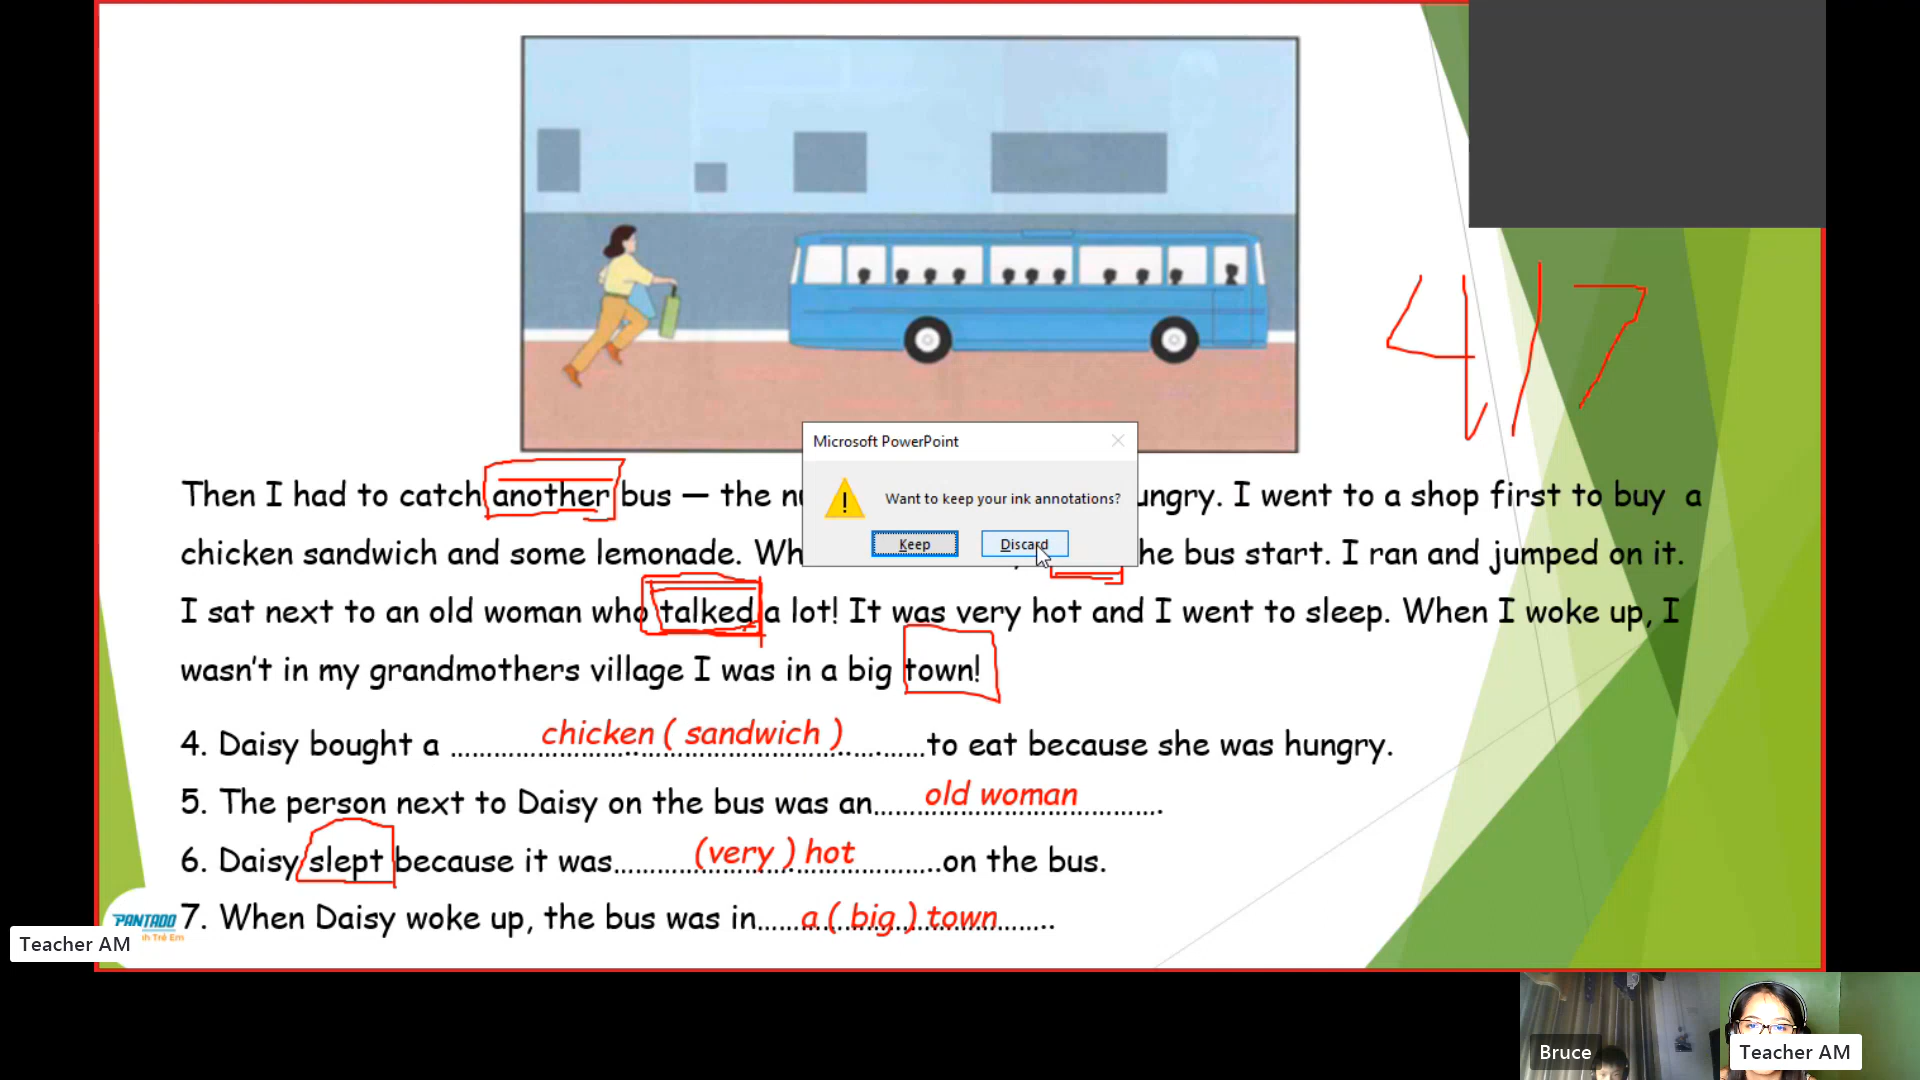 4/7
Microsoft PowerPoint
Want to keep your ink annotations?
Keep Discard
Then I had to catch another bus — the ungry. I went to a shop first to buy a
chicken sandwich and some lemonade. he bus start. I ran and jumped on it.
I sat next to an old woman who talked a lot! It was very hot and I went to sleep. When I woke up, I
wasn't in my grandmothers village I was in a big town!
4. Daisy bought a ........ chicken ( sandwich ) ........ to eat because she was hungry.
5. The person next to Daisy on the bus was an........ old woman ........
6. Daisy slept because it was........ (very ) hot ........on the bus.
7. When Daisy woke up, the bus was in...... a ( big ) town ......
PANTADO
nh Trẻ Em
Teacher AM
Bruce
Teacher AM